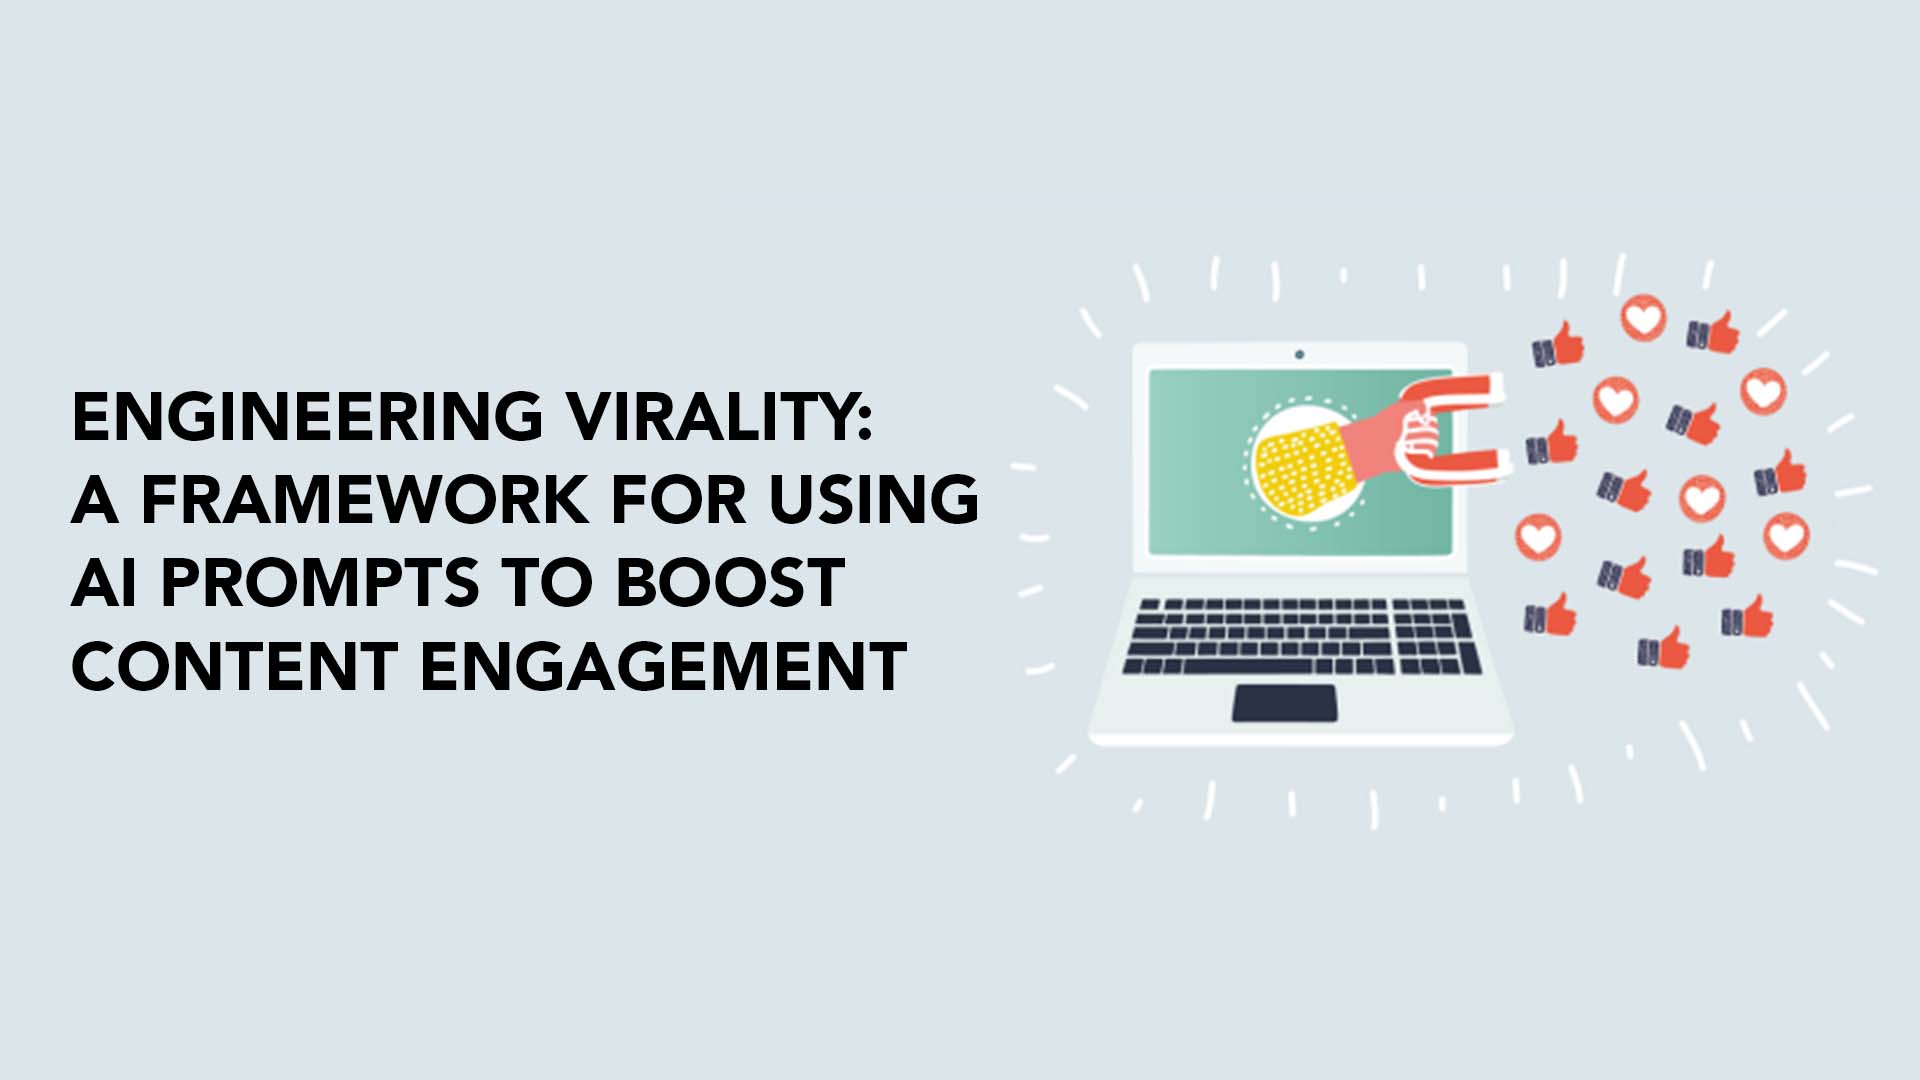 ENGINEERING VIRALITY:
A FRAMEWORK FOR USING
AI PROMPTS TO BOOST
CONTENT ENGAGEMENT